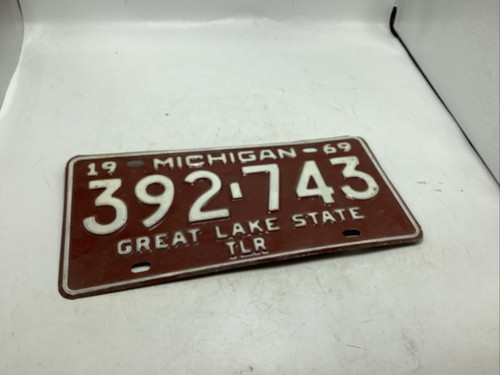 19 MICHIGAN-69
392-743
GREAT LAKE STATE
TLR